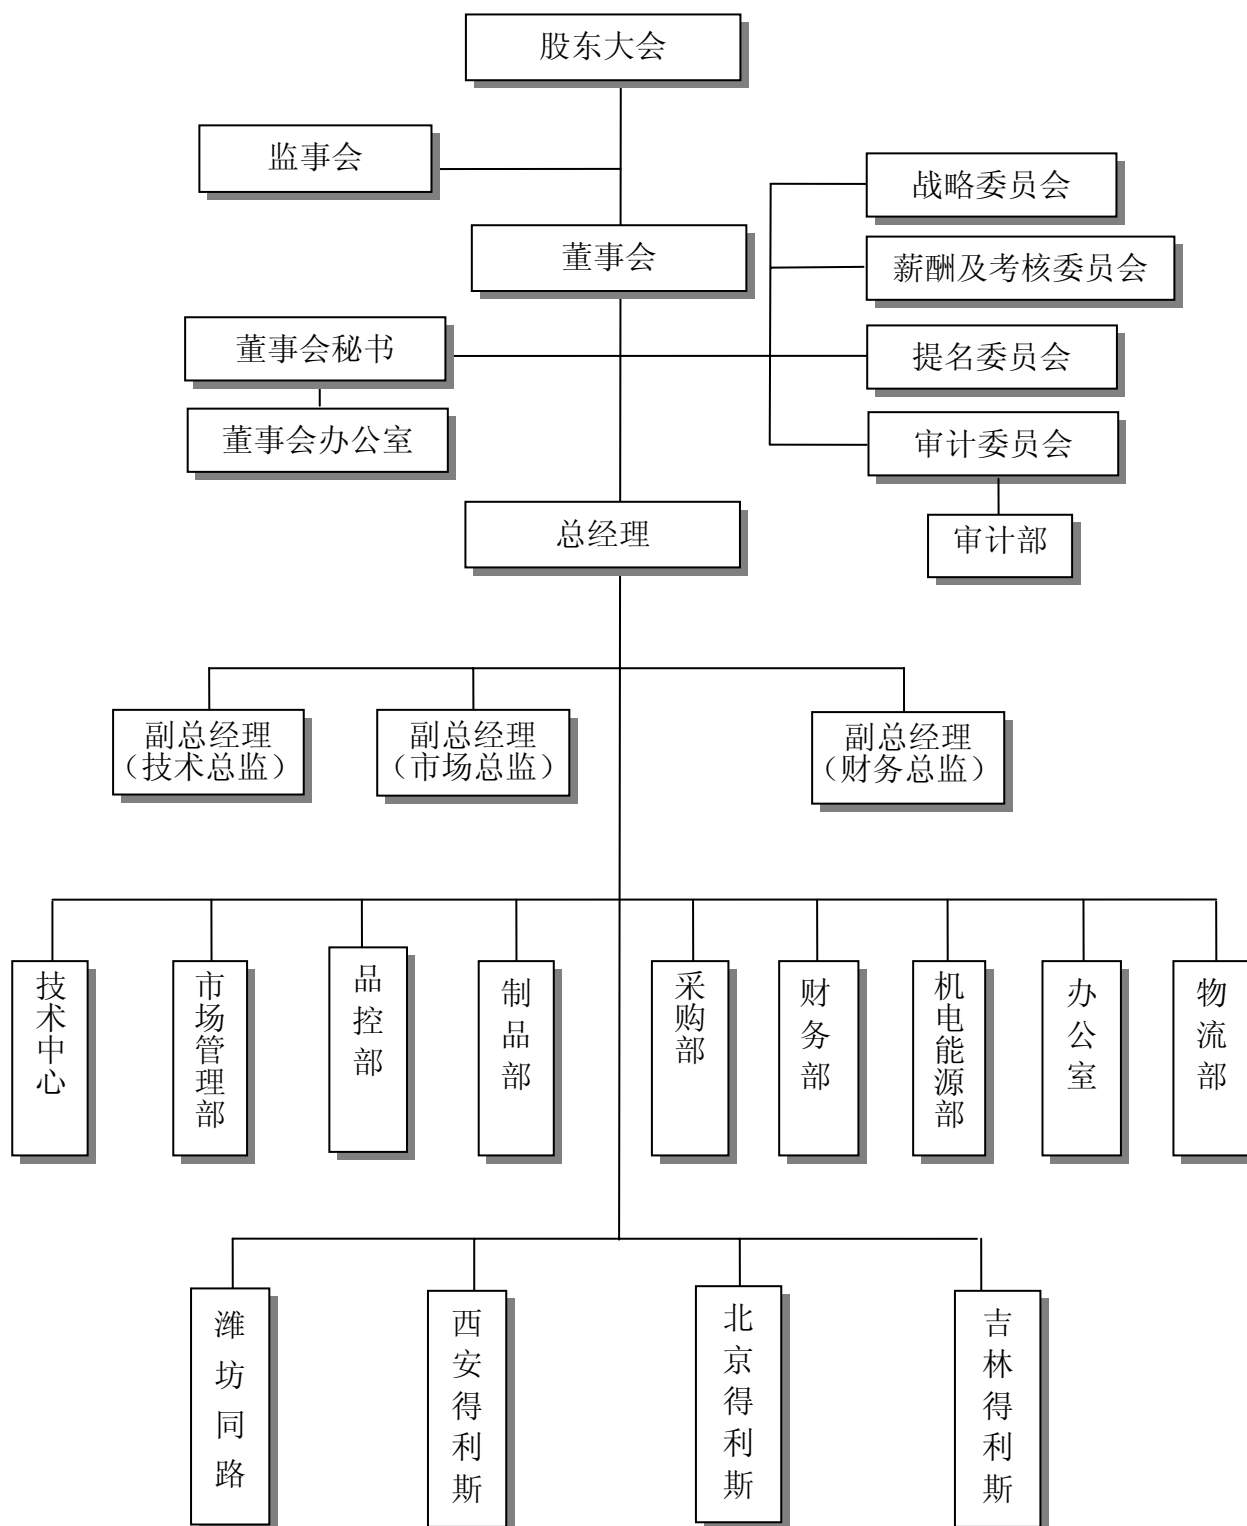 股东大会
监事会
战略委员会
董事会
薪酬及考核委员会
董事会秘书
提名委员会
董事会办公室
审计委员会
总经理
审计部
副总经理
（技术总监）
副总经理
（市场总监）
副总经理
（财务总监）
技术中心
市场管理部
品控部
制品部
采购部
财务部
机电能源部
办公室
物流部
潍坊同路
西安得利斯
北京得利斯
吉林得利斯